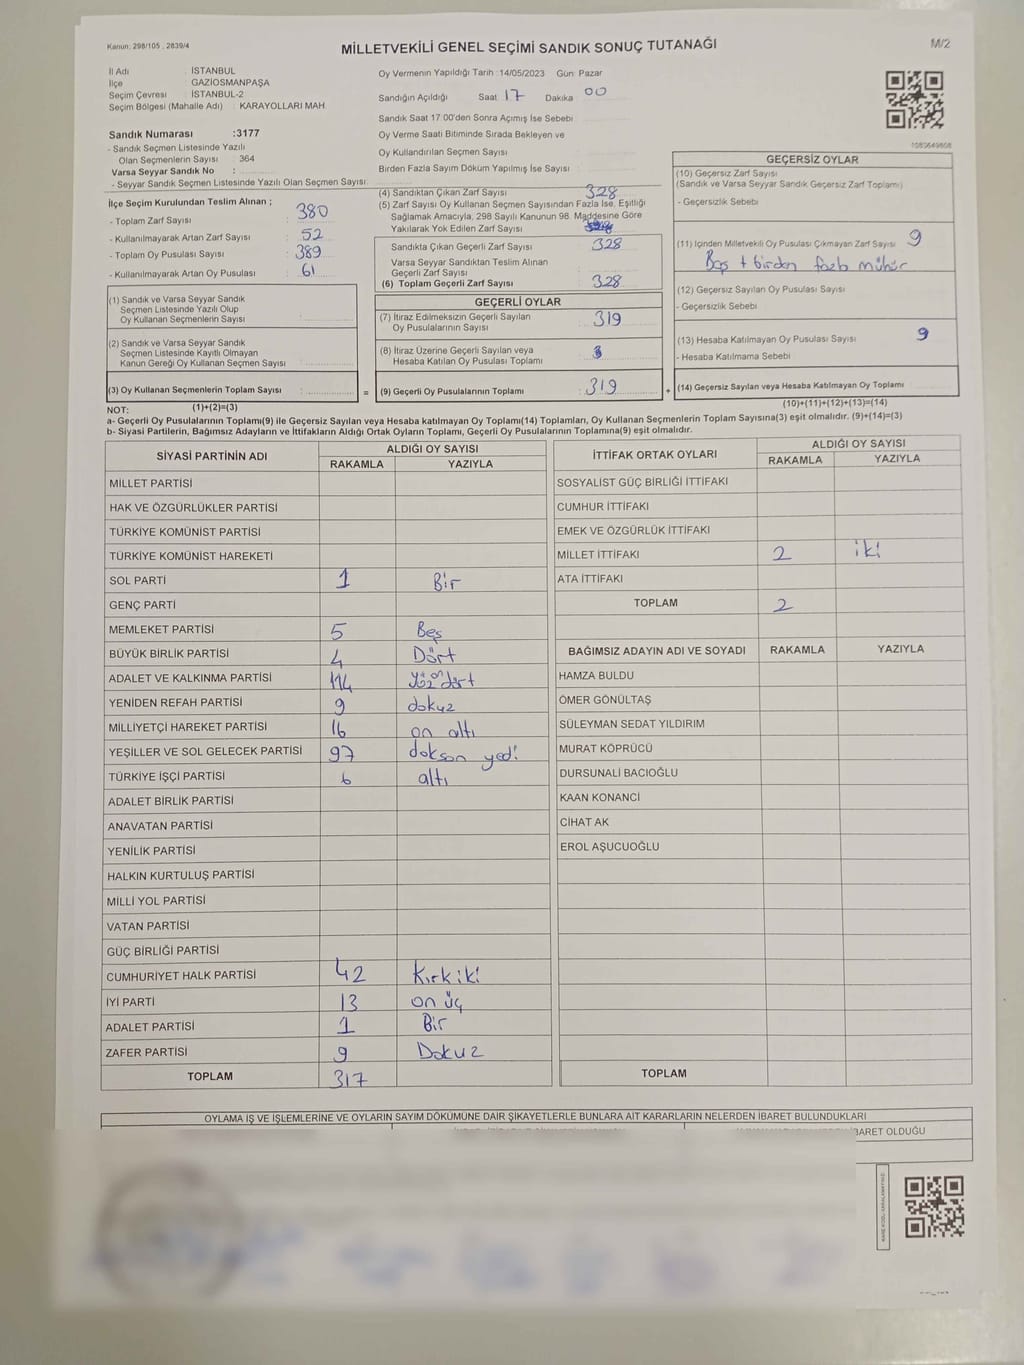 Kanun: 298/105 , 2839/4
MİLLETVEKİLİ GENEL SEÇİMİ SANDIK SONUÇ TUTANAĞI
M/2
İl Adı : İSTANBUL
İlçe : GAZİOSMANPAŞA
Seçim Çevresi : İSTANBUL-2
Seçim Bölgesi (Mahalle Adı) : KARAYOLLARI MAH.
Sandık Numarası :3177
- Sandık Seçmen Listesinde Yazılı
Olan Seçmenlerin Sayısı : 364
Varsa Seyyar Sandık No :
- Seyyar Sandık Seçmen Listesinde Yazılı Olan Seçmen Sayısı:
Oy Vermenin Yapıldığı Tarih :14/05/2023 Gün: Pazar
Sandığın Açıldığı Saat 17 Dakika 00
Sandık Saat 17:00'den Sonra Açımış İse Sebebi
Oy Verme Saati Bitiminde Sırada Bekleyen ve
Oy Kullandırılan Seçmen Sayısı
Birden Fazla Sayım Döküm Yapılmış İse Sayısı
İlçe Seçim Kurulundan Teslim Alınan ;
- Toplam Zarf Sayısı : 380
- Kullanılmayarak Artan Zarf Sayısı : 52
- Toplam Oy Pusulası Sayısı : 389
- Kullanılmayarak Artan Oy Pusulası : 61
(1) Sandık ve Varsa Seyyar Sandık
Seçmen Listesinde Yazılı Olup
Oy Kullanan Seçmenlerin Sayısı :
(2) Sandık ve Varsa Seyyar Sandık
Seçmen Listesinde Kayıtlı Olmayan
Kanun Gereği Oy Kullanan Seçmen Sayısı :
(3) Oy Kullanan Seçmenlerin Toplam Sayısı : =
(1)+(2)=(3)
(4) Sandıktan Çıkan Zarf Sayısı 328
(5) Zarf Sayısı Oy Kullanan Seçmen Sayısından Fazla İse, Eşitliği
Sağlamak Amacıyla, 298 Sayılı Kanunun 98. Maddesine Göre
Yakılarak Yok Edilen Zarf Sayısı
Sandıkta Çıkan Geçerli Zarf Sayısı 328
Varsa Seyyar Sandıktan Teslim Alınan
Geçerli Zarf Sayısı
(6) Toplam Geçerli Zarf Sayısı 328
GEÇERLİ OYLAR
(7) İtiraz Edilmeksizin Geçerli Sayılan
Oy Pusulalarının Sayısı 319
(8) İtiraz Üzerine Geçerli Sayılan veya
Hesaba Katılan Oy Pusulası Toplamı
(9) Geçerli Oy Pusulalarının Toplamı 319 +
1085649808
GEÇERSİZ OYLAR
(10) Geçersiz Zarf Sayısı
(Sandık ve Varsa Seyyar Sandık Geçersiz Zarf Toplamı)
- Geçersizlik Sebebi
(11) İçinden Milletvekili Oy Pusulası Çıkmayan Zarf Sayısı 9
Boş + birden fazla mühür
(12) Geçersiz Sayılan Oy Pusulası Sayısı
- Geçersizlik Sebebi
(13) Hesaba Katılmayan Oy Pusulası Sayısı 9
- Hesaba Katılmama Sebebi
(14) Geçersiz Sayılan veya Hesaba Katılmayan Oy Toplamı
(10)+(11)+(12)+(13)=(14)
NOT:
a- Geçerli Oy Pusulalarının Toplamı(9) ile Geçersiz Sayılan veya Hesaba katılmayan Oy Toplamı(14) Toplamları, Oy Kullanan Seçmenlerin Toplam Sayısına(3) eşit olmalıdır. (9)+(14)=(3)
b- Siyasi Partilerin, Bağımsız Adayların ve İttifakların Aldığı Ortak Oyların Toplamı, Geçerli Oy Pusulalarının Toplamına(9) eşit olmalıdır.
SİYASİ PARTİNİN ADI ALDIĞI OY SAYISI
RAKAMLA YAZIYLA
MİLLET PARTİSİ
HAK VE ÖZGÜRLÜKLER PARTİSİ
TÜRKİYE KOMÜNİST PARTİSİ
TÜRKİYE KOMÜNİST HAREKETİ
SOL PARTİ 1 Bir
GENÇ PARTİ
MEMLEKET PARTİSİ 5 Beş
BÜYÜK BİRLİK PARTİSİ 4 Dört
ADALET VE KALKINMA PARTİSİ 114 yüz on dört
YENİDEN REFAH PARTİSİ 9 dokuz
MİLLİYETÇİ HAREKET PARTİSİ 16 on altı
YEŞİLLER VE SOL GELECEK PARTİSİ 97 doksan yedi
TÜRKİYE İŞÇİ PARTİSİ 6 altı
ADALET BİRLİK PARTİSİ
ANAVATAN PARTİSİ
YENİLİK PARTİSİ
HALKIN KURTULUŞ PARTİSİ
MİLLİ YOL PARTİSİ
VATAN PARTİSİ
GÜÇ BİRLİĞİ PARTİSİ
CUMHURİYET HALK PARTİSİ 42 Kırk iki
İYİ PARTİ 13 on üç
ADALET PARTİSİ 1 Bir
ZAFER PARTİSİ 9 Dokuz
TOPLAM 317
İTTİFAK ORTAK OYLARI ALDIĞI OY SAYISI
RAKAMLA YAZIYLA
SOSYALİST GÜÇ BİRLİĞİ İTTİFAKI
CUMHUR İTTİFAKI
EMEK VE ÖZGÜRLÜK İTTİFAKI
MİLLET İTTİFAKI 2 iki
ATA İTTİFAKI
TOPLAM 2
BAĞIMSIZ ADAYIN ADI VE SOYADI RAKAMLA YAZIYLA
HAMZA BULDU
ÖMER GÖNÜLTAŞ
SÜLEYMAN SEDAT YILDIRIM
MURAT KÖPRÜCÜ
DURSUNALİ BACIOĞLU
KAAN KONANCİ
CİHAT AK
EROL AŞUCUOĞLU
TOPLAM
OYLAMA İŞ VE İŞLEMLERİNE VE OYLARIN SAYIM DÖKÜMÜNE DAİR ŞİKAYETLERLE BUNLARA AİT KARARLARIN NELERDEN İBARET BULUNDUKLARI
İBARET OLDUĞU